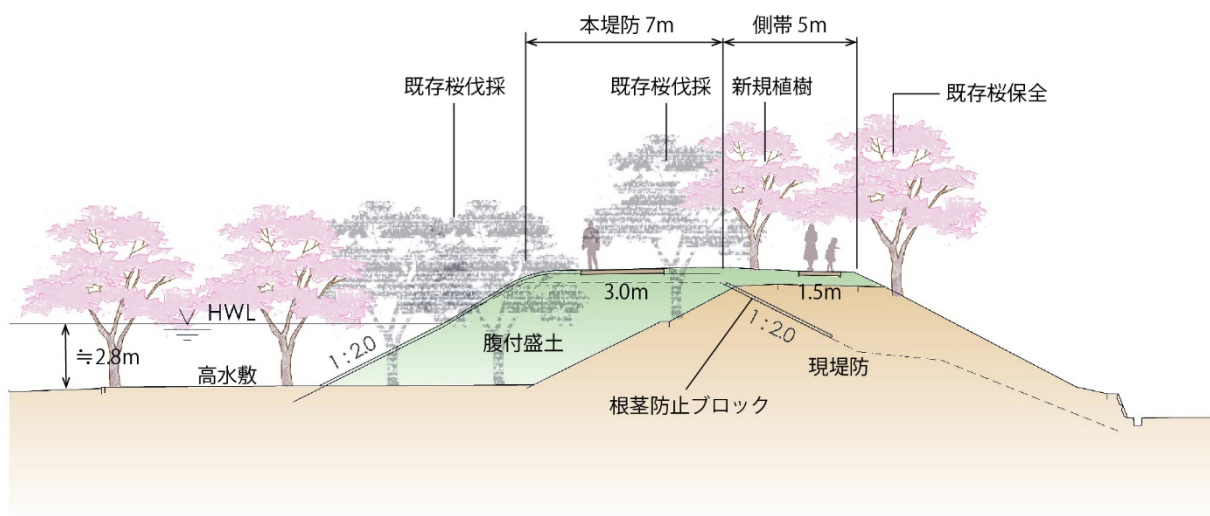 本堤防 7m
側帯 5m
既存桜伐採
既存桜伐採
新規植樹
既存桜保全
HWL
≒2.8m
高水敷
1：2.0
腹付盛土
3.0m
1.5m
1：2.0
現堤防
根茎防止ブロック